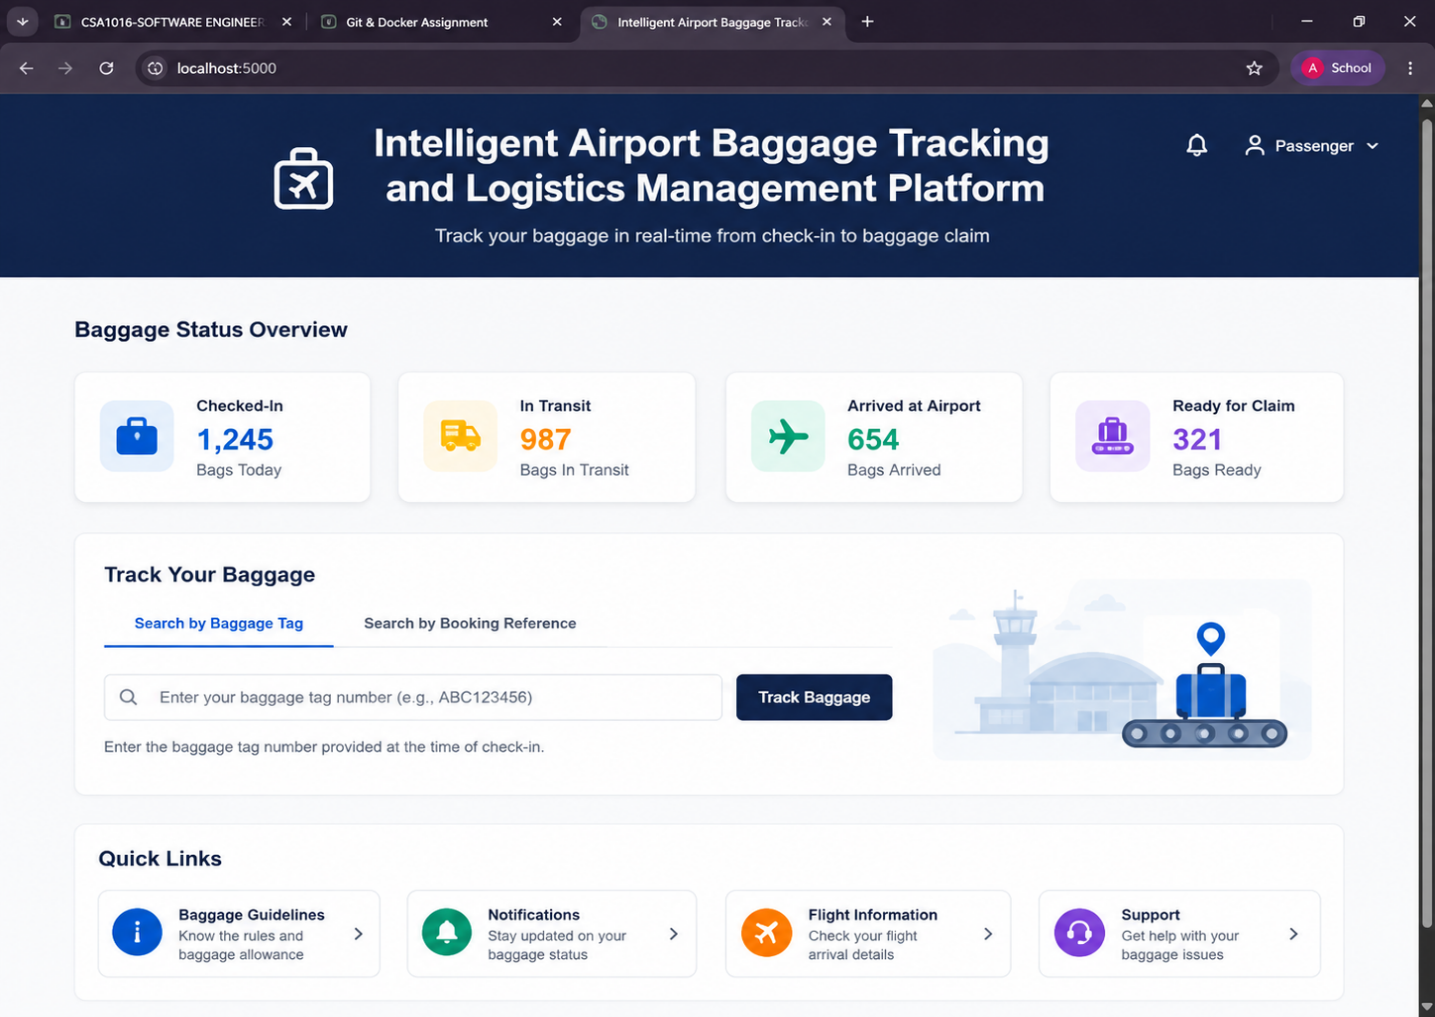 CSA1016-SOFTWARE ENGINEER
Git & Docker Assignment
Intelligent Airport Baggage Track
localhost:5000
A School
Intelligent Airport Baggage Tracking
and Logistics Management Platform
Track your baggage in real-time from check-in to baggage claim
Passenger
Baggage Status Overview
Checked-In
1,245
Bags Today
In Transit
987
Bags In Transit
Arrived at Airport
654
Bags Arrived
Ready for Claim
321
Bags Ready
Track Your Baggage
Search by Baggage Tag
Search by Booking Reference
Enter your baggage tag number (e.g., ABC123456)
Track Baggage
Enter the baggage tag number provided at the time of check-in.
Quick Links
Baggage Guidelines
Know the rules and
baggage allowance
Notifications
Stay updated on your
baggage status
Flight Information
Check your flight
arrival details
Support
Get help with your
baggage issues